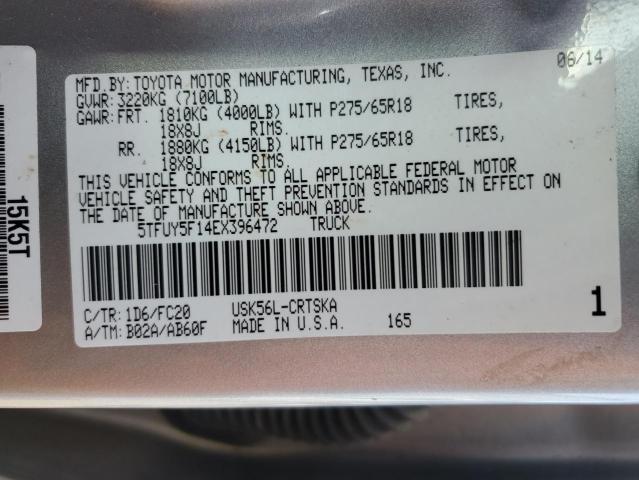 MFD.BY:TOYOTA MOTOR MANUFACTURING, TEXAS, INC. 06/14
GVWR:3220KG (7100LB)
GAWR:FRT. 1810KG (4000LB) WITH P275/65R18 TIRES,
18X8J RIMS.
RR. 1880KG (4150LB) WITH P275/65R18 TIRES,
18X8J RIMS.
THIS VEHICLE CONFORMS TO ALL APPLICABLE FEDERAL MOTOR
VEHICLE SAFETY AND THEFT PREVENTION STANDARDS IN EFFECT ON
THE DATE OF MANUFACTURE SHOWN ABOVE.
5TFUY5F14EX396472 TRUCK
C/TR:1D6/FC20 USK56L-CRTSKA
A/TM:B02A/AB60F MADE IN U.S.A. 165
1
15K5T